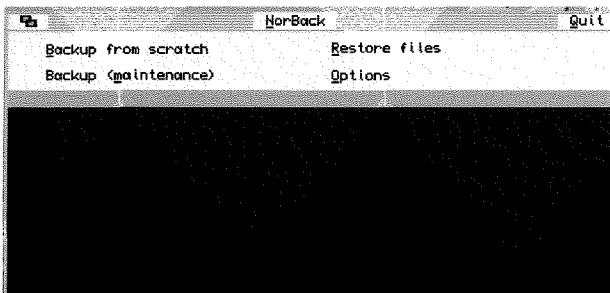 NorBack Quit
Backup from scratch Restore files
Backup (maintenance) Options